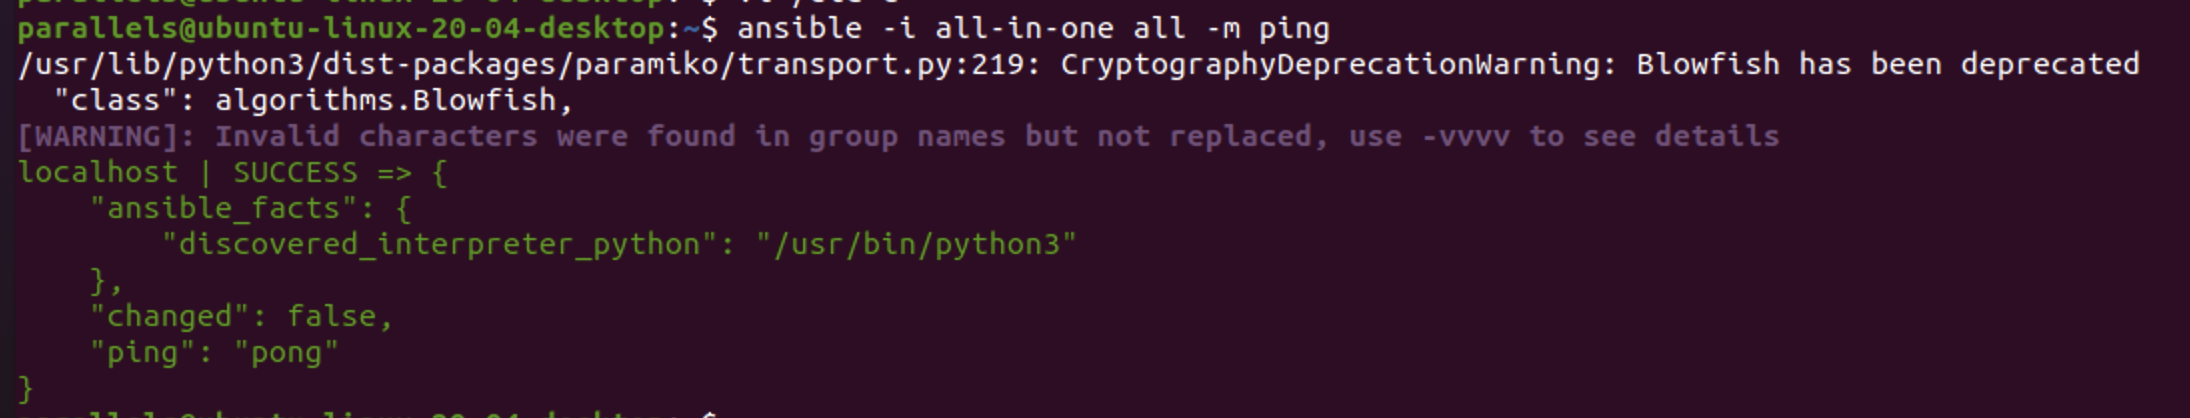 parallels@ubuntu-linux-20-04-desktop:~$ ansible -i all-in-one all -m ping
/usr/lib/python3/dist-packages/paramiko/transport.py:219: CryptographyDeprecationWarning: Blowfish has been deprecated
  "class": algorithms.Blowfish,
[WARNING]: Invalid characters were found in group names but not replaced, use -vvvv to see details
localhost | SUCCESS => {
    "ansible_facts": {
        "discovered_interpreter_python": "/usr/bin/python3"
    },
    "changed": false,
    "ping": "pong"
}